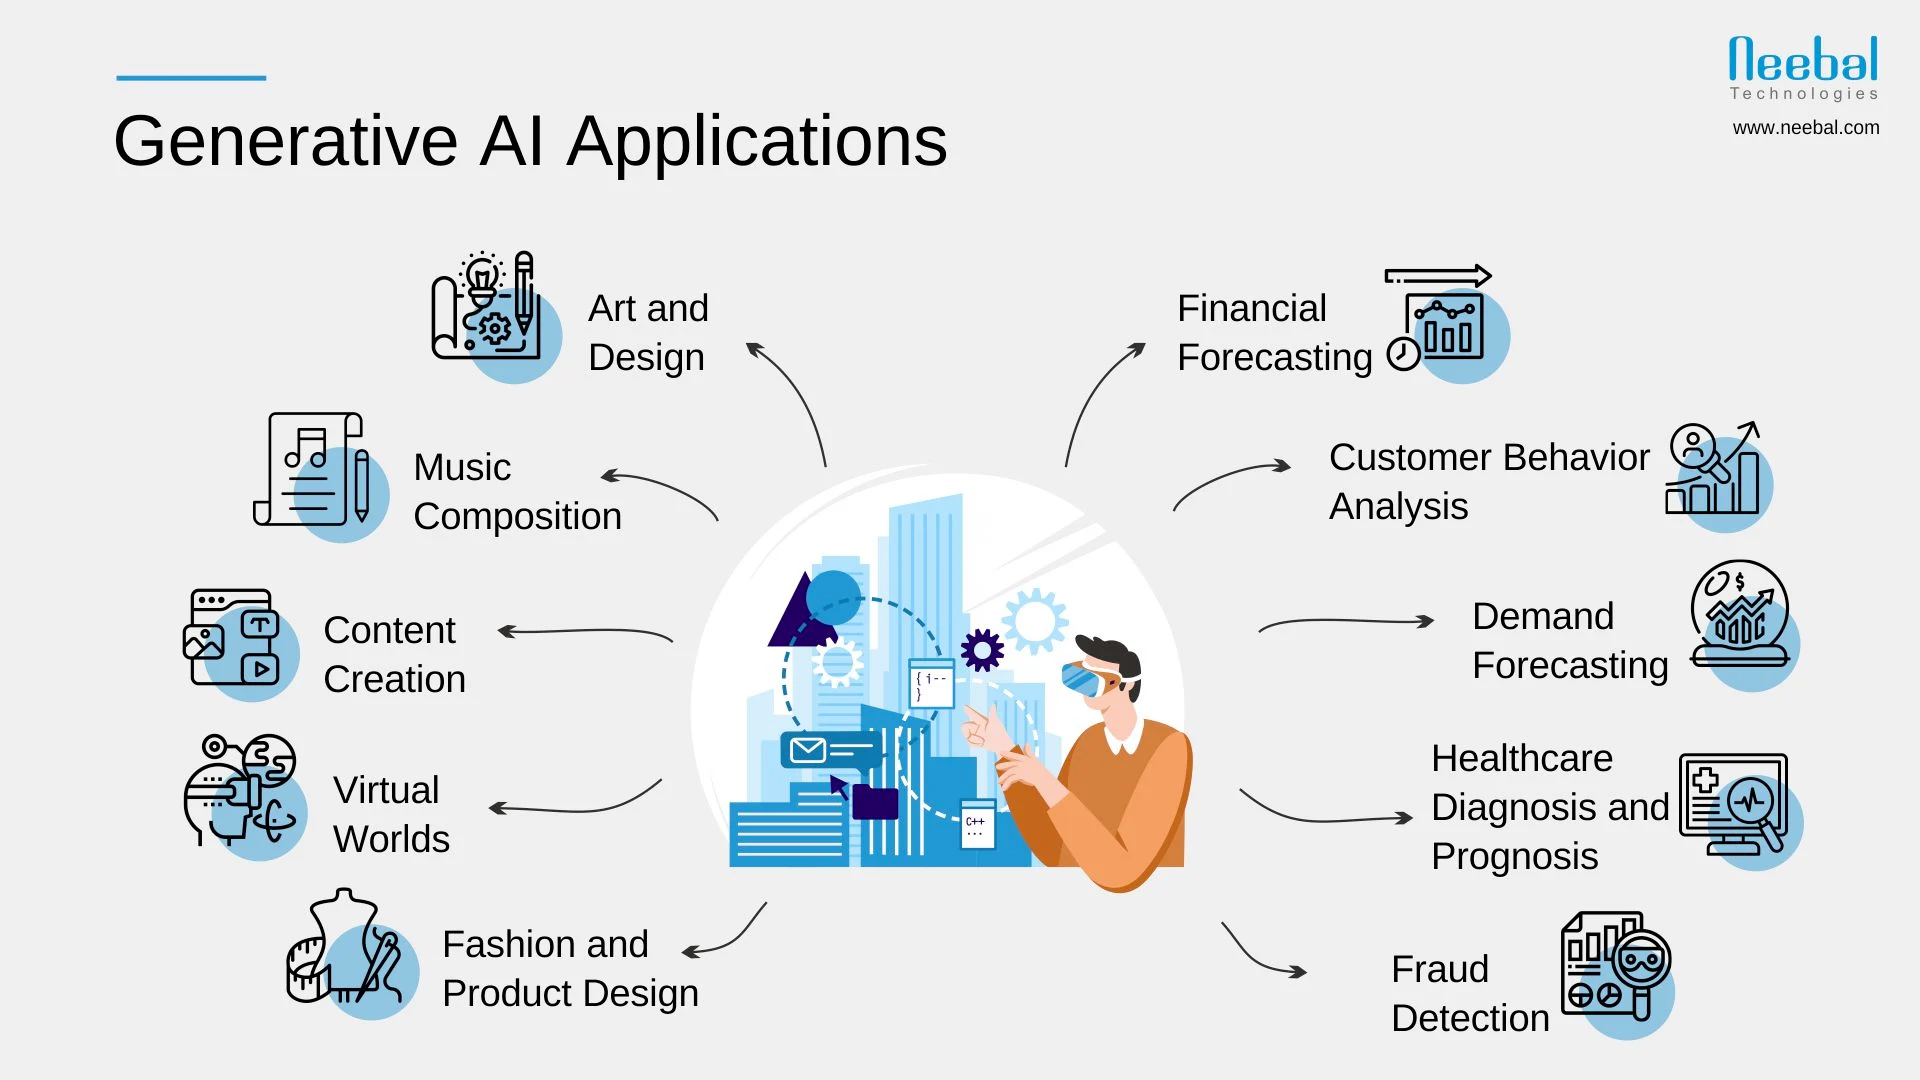 Neebal
Technologies
www.neebal.com
Generative AI Applications
Art and
Design
Music
Composition
Content
Creation
Virtual
Worlds
Fashion and
Product Design
Financial
Forecasting
Customer Behavior
Analysis
Demand
Forecasting
Healthcare
Diagnosis and
Prognosis
Fraud
Detection
{ i--
}
C++
...
T
$